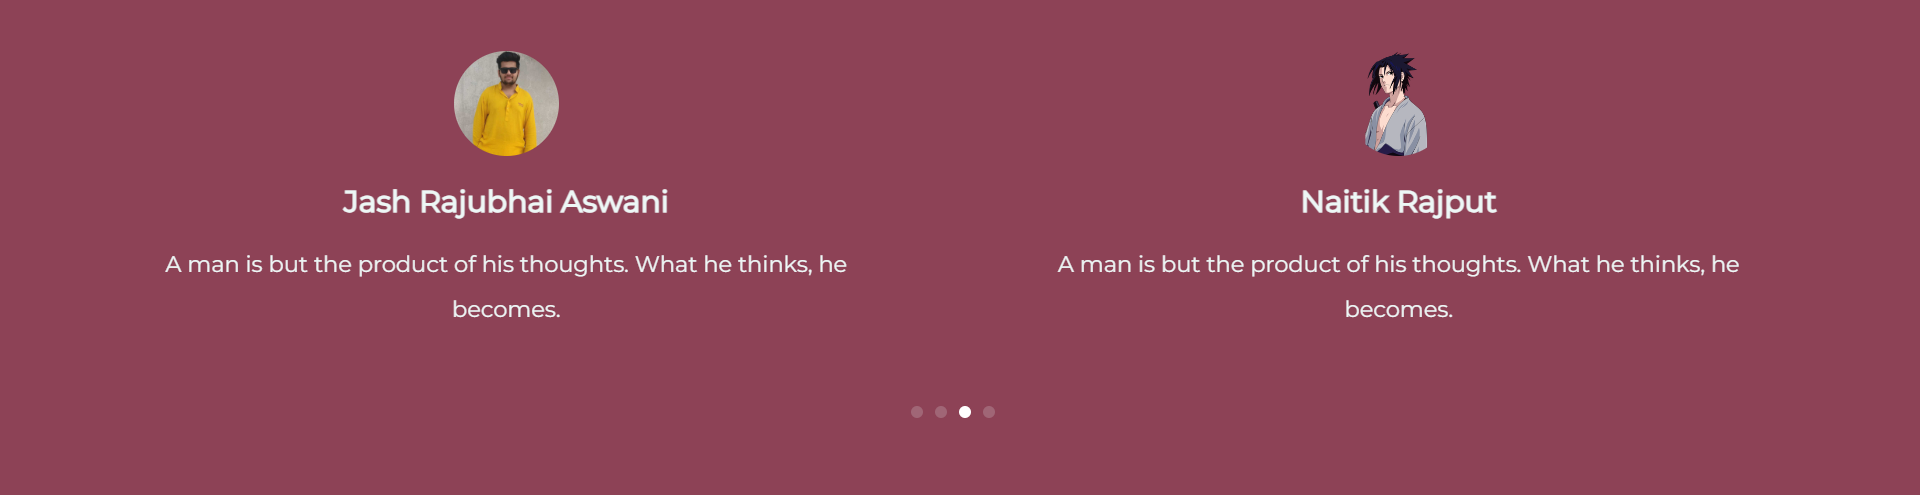 Jash Rajubhai Aswani
A man is but the product of his thoughts. What he thinks, he
becomes.
Naitik Rajput
A man is but the product of his thoughts. What he thinks, he
becomes.